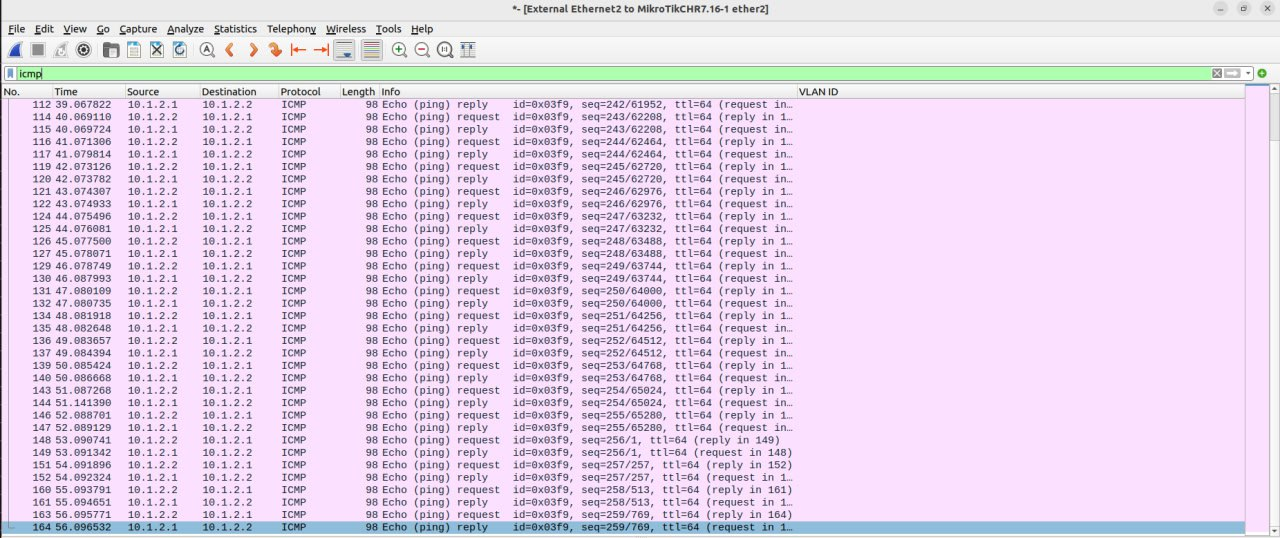 *- [External Ethernet2 to MikroTikCHR7.16-1 ether2]
File Edit View Go Capture Analyze Statistics Telephony Wireless Tools Help
icmp
No. Time Source Destination Protocol Length Info VLAN ID
112 39.067822 10.1.2.1 10.1.2.2 ICMP 98 Echo (ping) reply id=0x03f9, seq=242/61952, ttl=64 (request in…
114 40.069110 10.1.2.2 10.1.2.1 ICMP 98 Echo (ping) request id=0x03f9, seq=243/62208, ttl=64 (reply in 1…
115 40.069724 10.1.2.1 10.1.2.2 ICMP 98 Echo (ping) reply id=0x03f9, seq=243/62208, ttl=64 (request in…
116 41.071306 10.1.2.2 10.1.2.1 ICMP 98 Echo (ping) request id=0x03f9, seq=244/62464, ttl=64 (reply in 1…
117 41.079814 10.1.2.1 10.1.2.2 ICMP 98 Echo (ping) reply id=0x03f9, seq=244/62464, ttl=64 (request in…
119 42.073126 10.1.2.2 10.1.2.1 ICMP 98 Echo (ping) request id=0x03f9, seq=245/62720, ttl=64 (reply in 1…
120 42.073782 10.1.2.1 10.1.2.2 ICMP 98 Echo (ping) reply id=0x03f9, seq=245/62720, ttl=64 (request in…
121 43.074307 10.1.2.2 10.1.2.1 ICMP 98 Echo (ping) request id=0x03f9, seq=246/62976, ttl=64 (reply in 1…
122 43.074933 10.1.2.1 10.1.2.2 ICMP 98 Echo (ping) reply id=0x03f9, seq=246/62976, ttl=64 (request in…
124 44.075496 10.1.2.2 10.1.2.1 ICMP 98 Echo (ping) request id=0x03f9, seq=247/63232, ttl=64 (reply in 1…
125 44.076081 10.1.2.1 10.1.2.2 ICMP 98 Echo (ping) reply id=0x03f9, seq=247/63232, ttl=64 (request in…
126 45.077500 10.1.2.2 10.1.2.1 ICMP 98 Echo (ping) request id=0x03f9, seq=248/63488, ttl=64 (reply in 1…
127 45.078071 10.1.2.1 10.1.2.2 ICMP 98 Echo (ping) reply id=0x03f9, seq=248/63488, ttl=64 (request in…
129 46.078749 10.1.2.2 10.1.2.1 ICMP 98 Echo (ping) request id=0x03f9, seq=249/63744, ttl=64 (reply in 1…
130 46.087993 10.1.2.1 10.1.2.2 ICMP 98 Echo (ping) reply id=0x03f9, seq=249/63744, ttl=64 (request in…
131 47.080109 10.1.2.2 10.1.2.1 ICMP 98 Echo (ping) request id=0x03f9, seq=250/64000, ttl=64 (reply in 1…
132 47.080735 10.1.2.1 10.1.2.2 ICMP 98 Echo (ping) reply id=0x03f9, seq=250/64000, ttl=64 (request in…
134 48.081918 10.1.2.2 10.1.2.1 ICMP 98 Echo (ping) request id=0x03f9, seq=251/64256, ttl=64 (reply in 1…
135 48.082648 10.1.2.1 10.1.2.2 ICMP 98 Echo (ping) reply id=0x03f9, seq=251/64256, ttl=64 (request in…
136 49.083657 10.1.2.2 10.1.2.1 ICMP 98 Echo (ping) request id=0x03f9, seq=252/64512, ttl=64 (reply in 1…
137 49.084394 10.1.2.1 10.1.2.2 ICMP 98 Echo (ping) reply id=0x03f9, seq=252/64512, ttl=64 (request in…
139 50.085424 10.1.2.2 10.1.2.1 ICMP 98 Echo (ping) request id=0x03f9, seq=253/64768, ttl=64 (reply in 1…
140 50.086668 10.1.2.1 10.1.2.2 ICMP 98 Echo (ping) reply id=0x03f9, seq=253/64768, ttl=64 (request in…
143 51.087268 10.1.2.2 10.1.2.1 ICMP 98 Echo (ping) request id=0x03f9, seq=254/65024, ttl=64 (reply in 1…
144 51.141390 10.1.2.1 10.1.2.2 ICMP 98 Echo (ping) reply id=0x03f9, seq=254/65024, ttl=64 (request in…
146 52.088701 10.1.2.2 10.1.2.1 ICMP 98 Echo (ping) request id=0x03f9, seq=255/65280, ttl=64 (reply in 1…
147 52.089129 10.1.2.1 10.1.2.2 ICMP 98 Echo (ping) reply id=0x03f9, seq=255/65280, ttl=64 (request in…
148 53.090741 10.1.2.2 10.1.2.1 ICMP 98 Echo (ping) request id=0x03f9, seq=256/1, ttl=64 (reply in 149)
149 53.091342 10.1.2.1 10.1.2.2 ICMP 98 Echo (ping) reply id=0x03f9, seq=256/1, ttl=64 (request in 148)
151 54.091896 10.1.2.2 10.1.2.1 ICMP 98 Echo (ping) request id=0x03f9, seq=257/257, ttl=64 (reply in 152)
152 54.092324 10.1.2.1 10.1.2.2 ICMP 98 Echo (ping) reply id=0x03f9, seq=257/257, ttl=64 (request in 1…
160 55.093791 10.1.2.2 10.1.2.1 ICMP 98 Echo (ping) request id=0x03f9, seq=258/513, ttl=64 (reply in 161)
161 55.094651 10.1.2.1 10.1.2.2 ICMP 98 Echo (ping) reply id=0x03f9, seq=258/513, ttl=64 (request in 1…
163 56.095771 10.1.2.2 10.1.2.1 ICMP 98 Echo (ping) request id=0x03f9, seq=259/769, ttl=64 (reply in 164)
164 56.096532 10.1.2.1 10.1.2.2 ICMP 98 Echo (ping) reply id=0x03f9, seq=259/769, ttl=64 (request in 1…